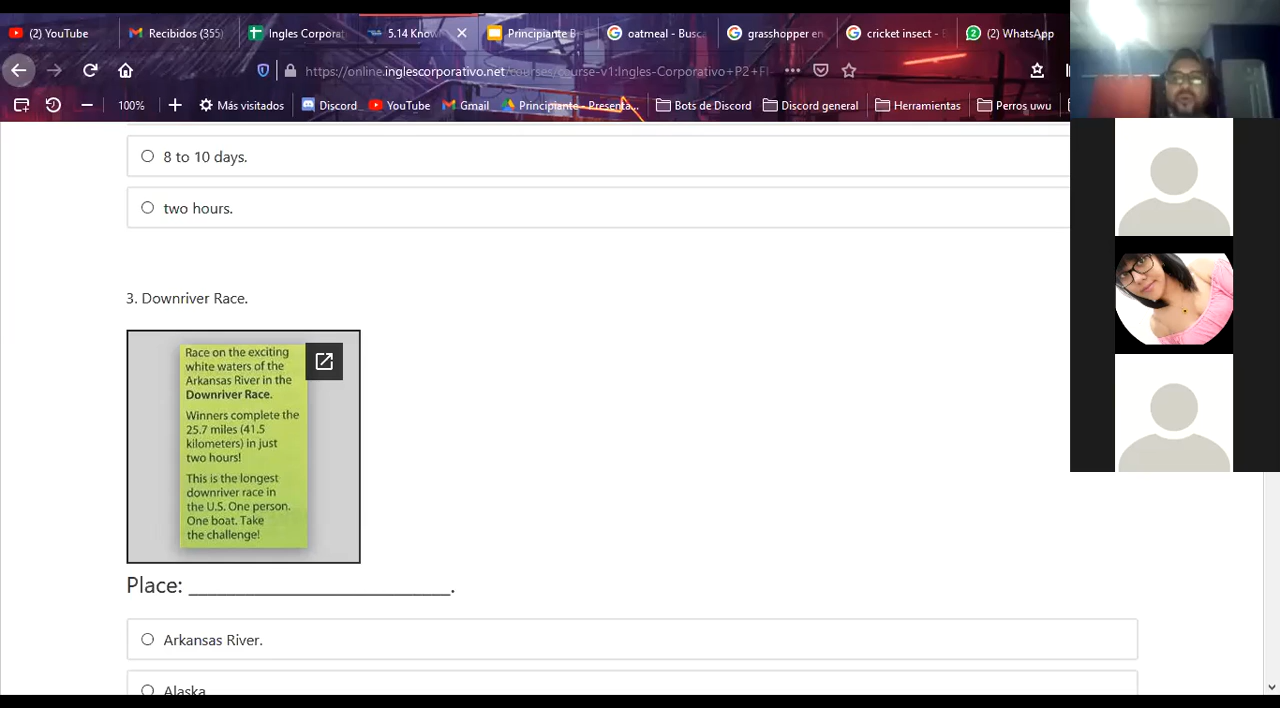 (2) YouTube
Recibidos (355)
Ingles Corporat
5.14 Know
Principiante B
oatmeal - Busca
grasshopper en
cricket insect - B
(2) WhatsApp
https://online.inglescorporativo.net/courses/course-v1:Ingles-Corporativo+P2+FI-
100%
Más visitados
Discord
YouTube
Gmail
Principiante - Presenta...
Bots de Discord
Discord general
Herramientas
Perros uwu
8 to 10 days.
two hours.
3. Downriver Race.
Race on the exciting
white waters of the
Arkansas River in the
Downriver Race.
Winners complete the
25.7 miles (41.5
kilometers) in just
two hours!
This is the longest
downriver race in
the U.S. One person.
One boat. Take
the challenge!
Place: ___________________________.
Arkansas River.
Alaska